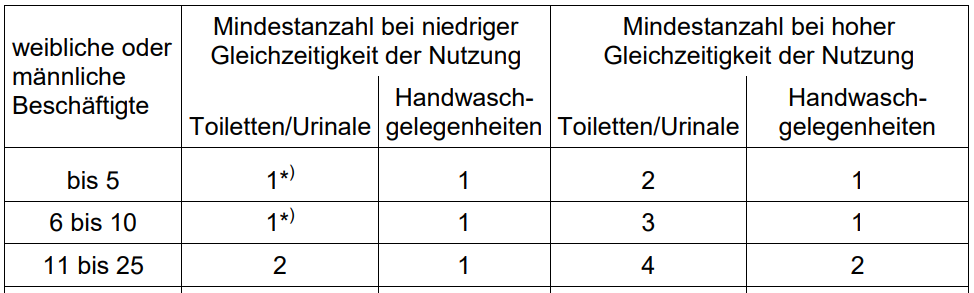 weibliche oder
männliche
Beschäftigte
Mindestanzahl bei niedriger
Gleichzeitigkeit der Nutzung
Mindestanzahl bei hoher
Gleichzeitigkeit der Nutzung
Toiletten/Urinale
Handwasch-
gelegenheiten
Toiletten/Urinale
Handwasch-
gelegenheiten
bis 5 1*) 1 2 1
6 bis 10 1*) 1 3 1
11 bis 25 2 1 4 2